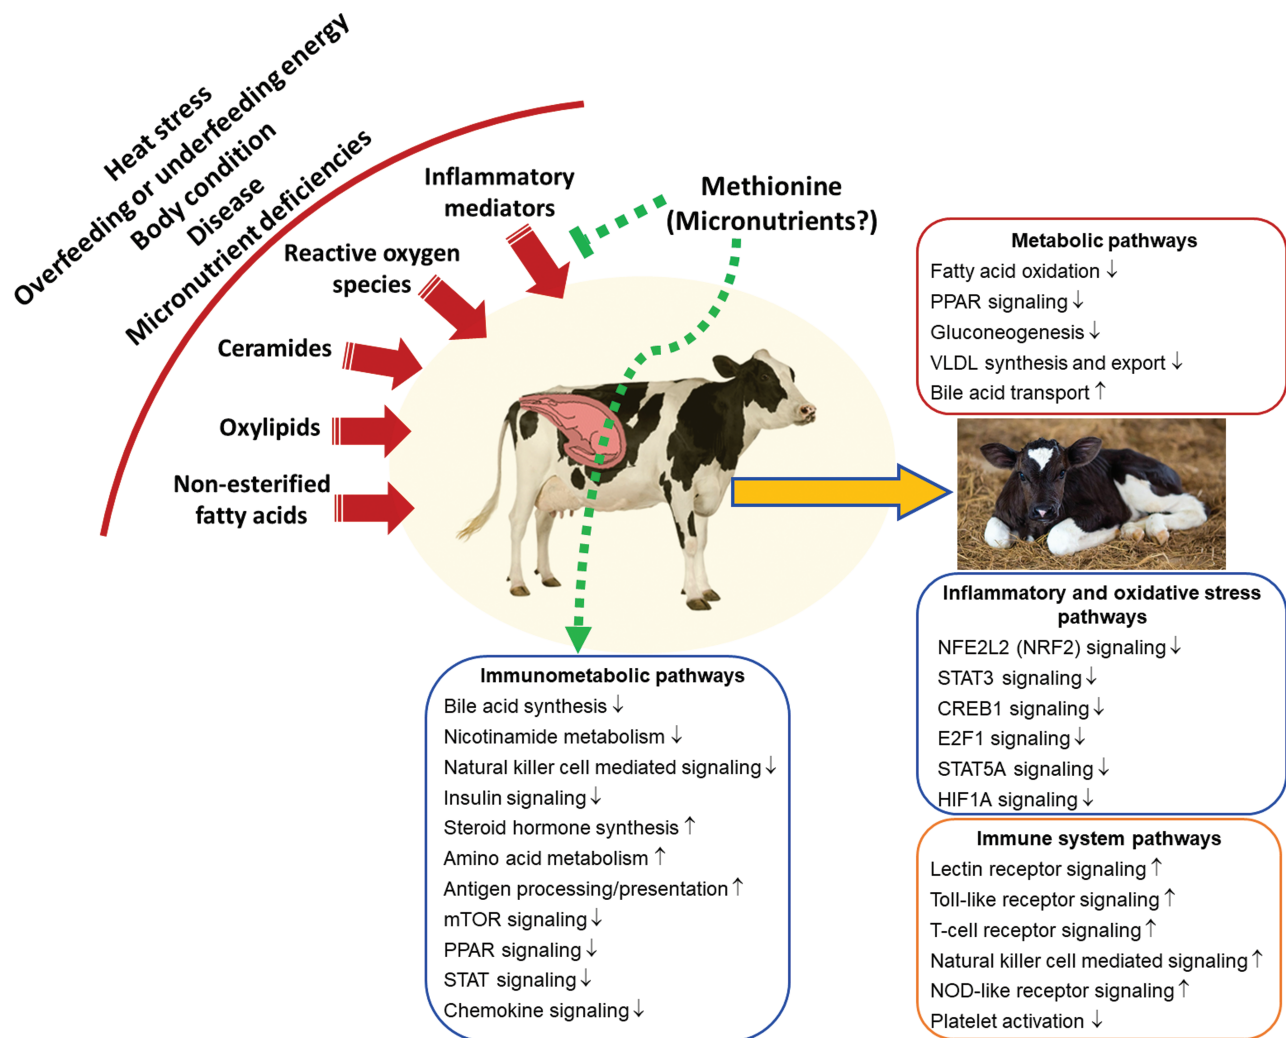 Heat stress
Overfeeding or underfeeding energy
Body condition
Disease
Micronutrient deficiencies
Inflammatory
mediators
Reactive oxygen
species
Ceramides
Oxylipids
Non-esterified
fatty acids
Methionine
(Micronutrients?)
Immunometabolic pathways
Bile acid synthesis ↓
Nicotinamide metabolism ↓
Natural killer cell mediated signaling ↓
Insulin signaling ↓
Steroid hormone synthesis ↑
Amino acid metabolism ↑
Antigen processing/presentation ↑
mTOR signaling ↓
PPAR signaling ↓
STAT signaling ↓
Chemokine signaling ↓
Metabolic pathways
Fatty acid oxidation ↓
PPAR signaling ↓
Gluconeogenesis ↓
VLDL synthesis and export ↓
Bile acid transport ↑
Inflammatory and oxidative stress
pathways
NFE2L2 (NRF2) signaling ↓
STAT3 signaling ↓
CREB1 signaling ↓
E2F1 signaling ↓
STAT5A signaling ↓
HIF1A signaling ↓
Immune system pathways
Lectin receptor signaling ↑
Toll-like receptor signaling ↑
T-cell receptor signaling ↑
Natural killer cell mediated signaling ↑
NOD-like receptor signaling ↑
Platelet activation ↓